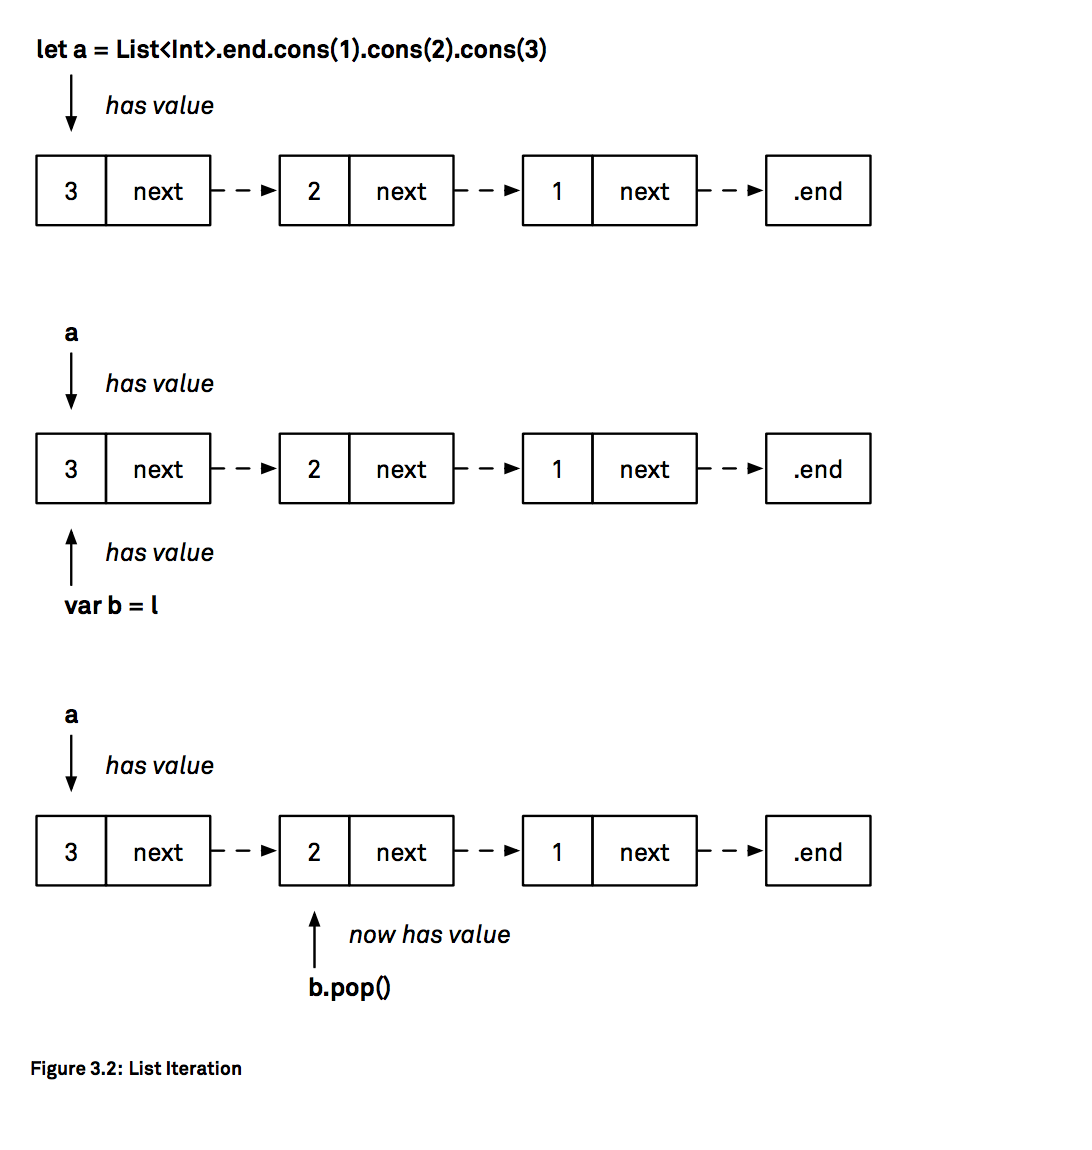 let a = List<Int>.end.cons(1).cons(2).cons(3)
has value
3 next 2 next 1 next .end
a
has value
3 next 2 next 1 next .end
has value
var b = l
a
has value
3 next 2 next 1 next .end
now has value
b.pop()
Figure 3.2: List Iteration